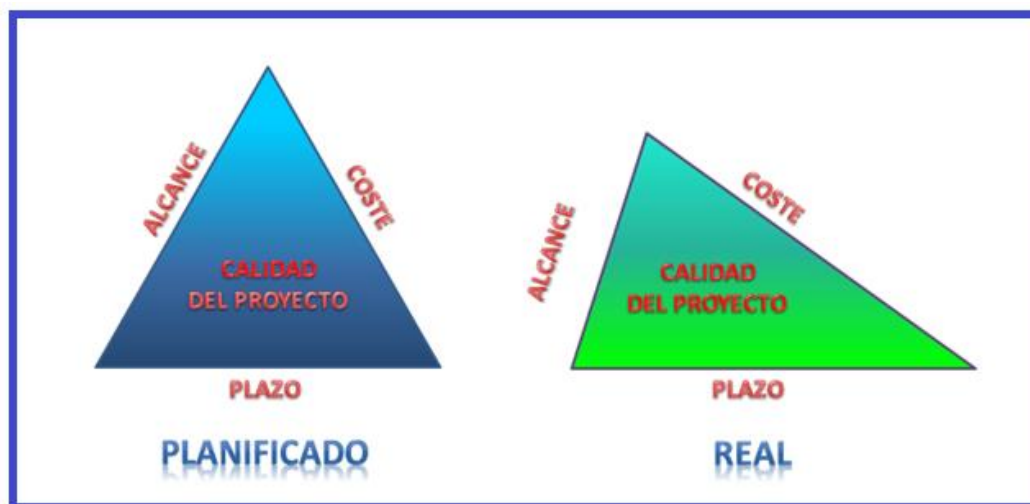 ALCANCE
COSTE
CALIDAD
DEL PROYECTO
PLAZO
PLANIFICADO
ALCANCE
COSTE
CALIDAD
DEL PROYECTO
PLAZO
REAL